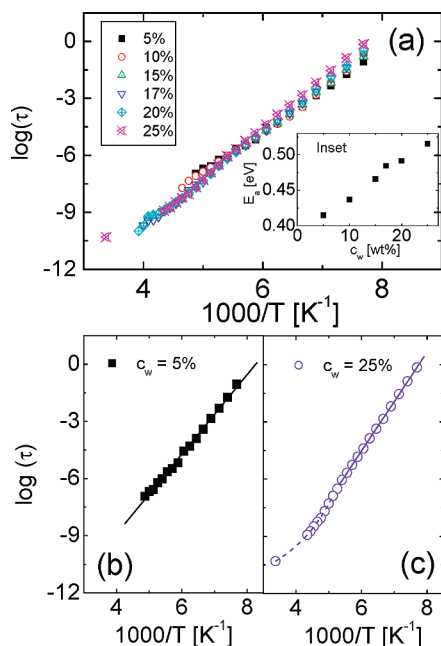 (a)
5%
10%
15%
17%
20%
25%
log(τ)
0
-3
-6
-9
-12
4
5
6
7
8
1000/T [K⁻¹]
Inset
E_a [eV]
0.50
0.45
0.40
0
10
20
c_w [wt%]
c_w = 5%
c_w = 25%
log (τ)
0
-3
-6
-9
-12
(b)
(c)
4
6
8
4
6
8
1000/T [K⁻¹]
1000/T [K⁻¹]